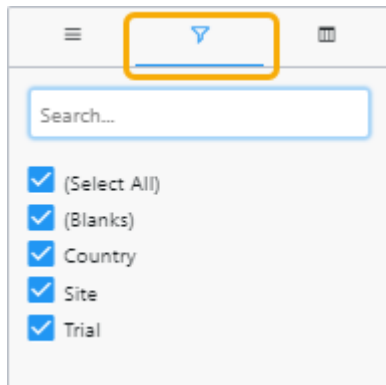 Search...
(Select All)
(Blanks)
Country
Site
Trial